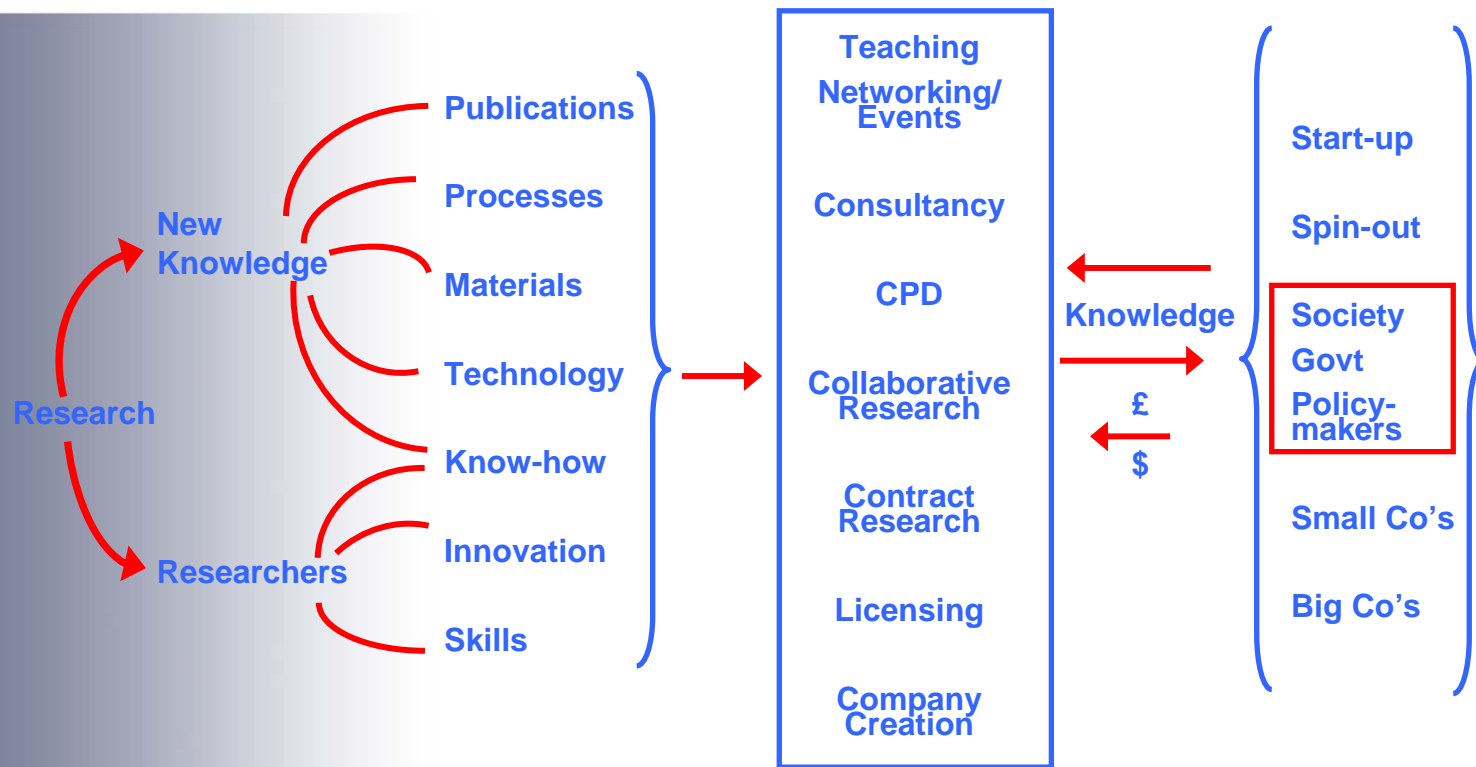 Research
New
Knowledge
Researchers
Publications
Processes
Materials
Technology
Know-how
Innovation
Skills
Teaching
Networking/
Events
Consultancy
CPD
Collaborative
Research
Contract
Research
Licensing
Company
Creation
Knowledge
£
$
Start-up
Spin-out
Society
Govt
Policy-
makers
Small Co’s
Big Co’s